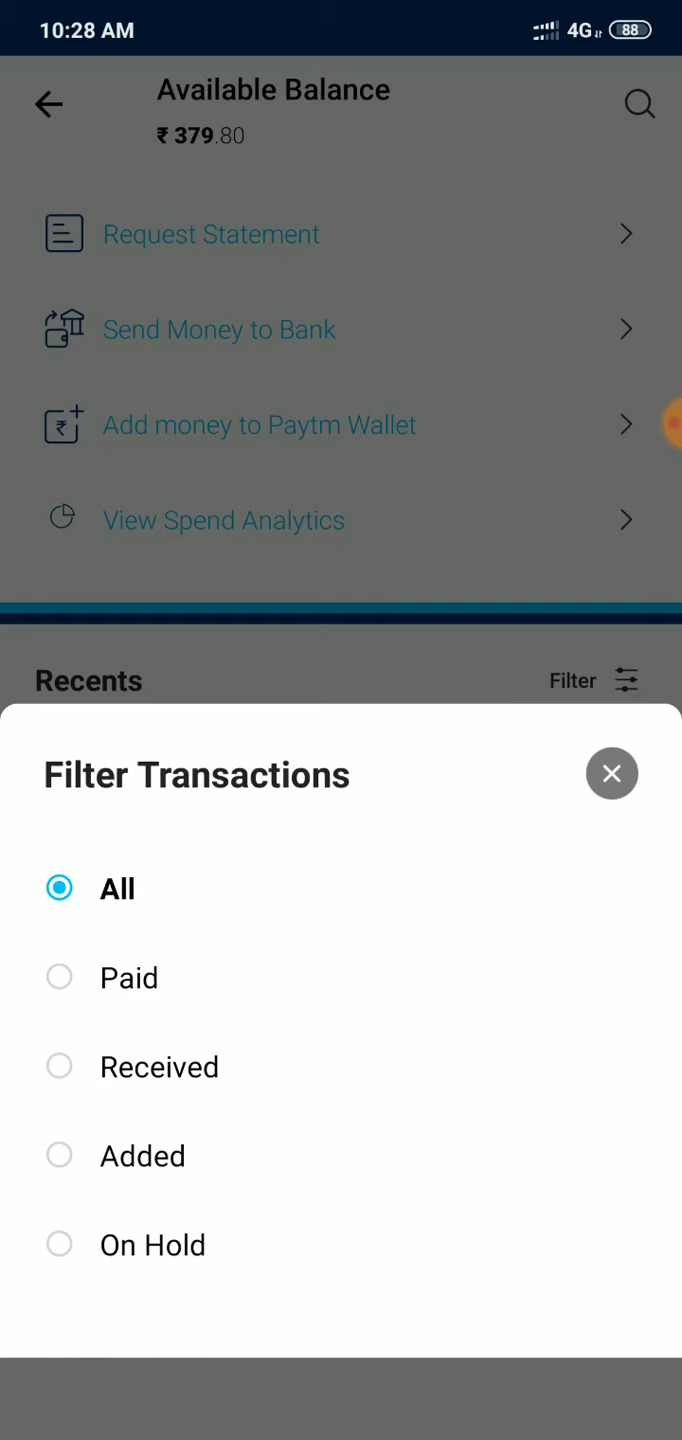 10:28 AM
4G
88
Available Balance
₹ 379.80
Request Statement
Send Money to Bank
₹
Add money to Paytm Wallet
View Spend Analytics
Recents
Filter
Filter Transactions
All
Paid
Received
Added
On Hold